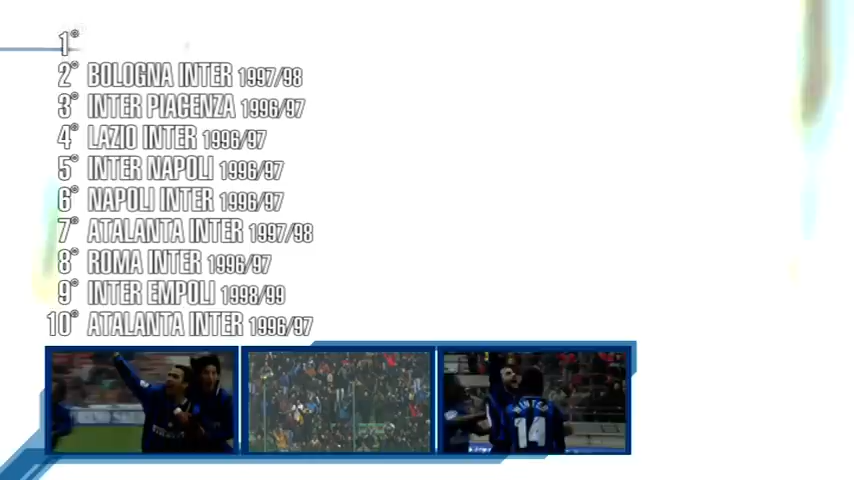 1°
2° BOLOGNA INTER 1997/98
3° INTER PIACENZA 1996/97
4° LAZIO INTER 1996/97
5° INTER NAPOLI 1996/97
6° NAPOLI INTER 1996/97
7° ATALANTA INTER 1997/98
8° ROMA INTER 1996/97
9° INTER EMPOLI 1998/99
10° ATALANTA INTER 1996/97
PIRELLI
14